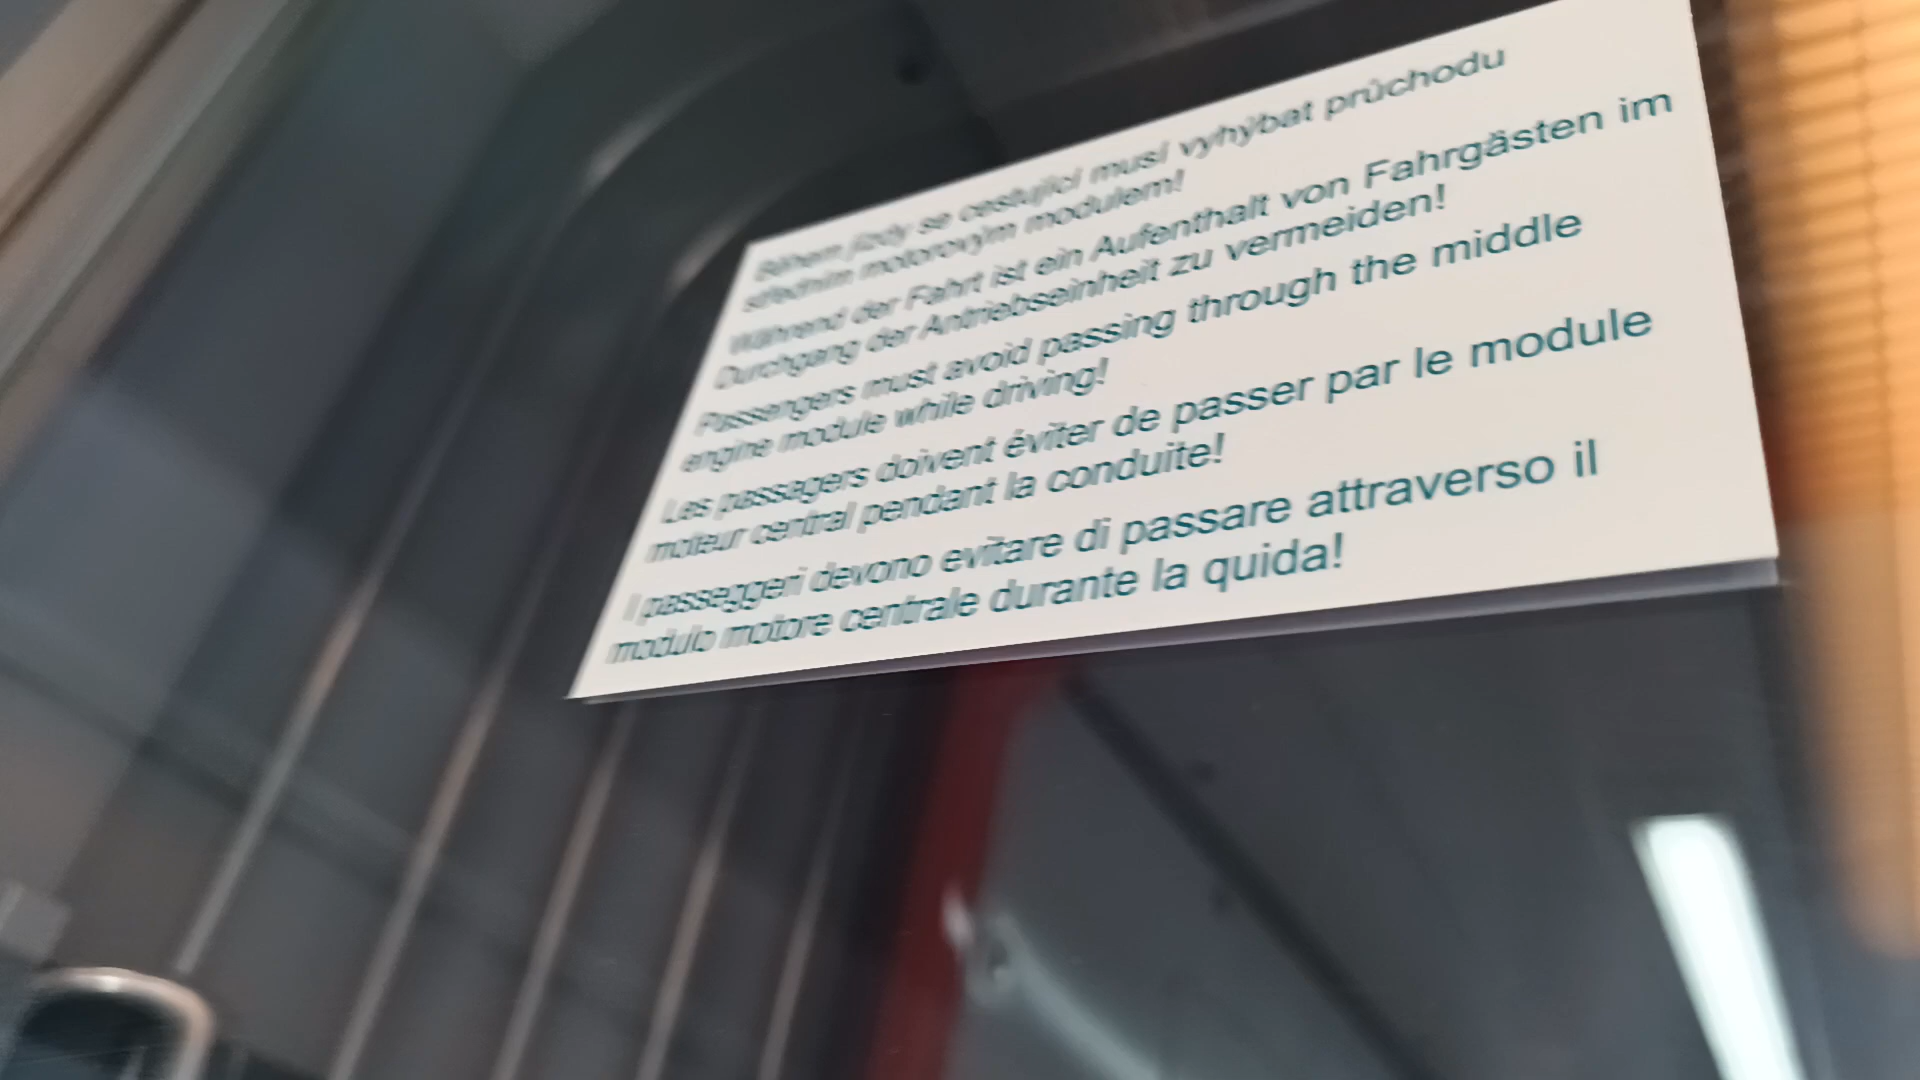 Během jízdy se cestující musí vyhýbat průchodu
středním motorovým modulem!
Während der Fahrt ist ein Aufenthalt von Fahrgästen im
Durchgang der Antriebseinheit zu vermeiden!
Passengers must avoid passing through the middle
engine module while driving!
Les passagers doivent éviter de passer par le module
moteur central pendant la conduite!
I passeggeri devono evitare di passare attraverso il
modulo motore centrale durante la quida!